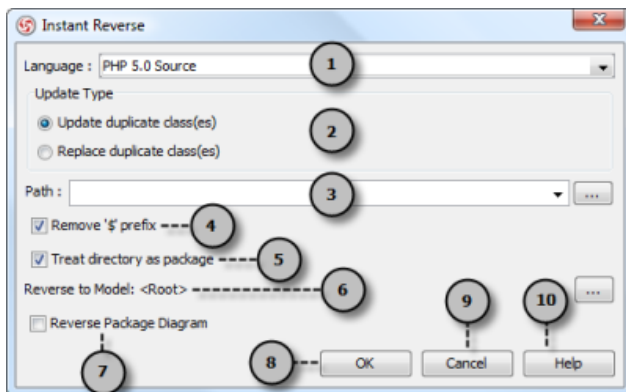 Instant Reverse
Language : PHP 5.0 Source
1
Update Type
Update duplicate class(es)
2
Replace duplicate class(es)
Path :
3
...
Remove '$' prefix
4
Treat directory as package
5
Reverse to Model: <Root>
6
...
9
10
Reverse Package Diagram
7
8
OK
Cancel
Help